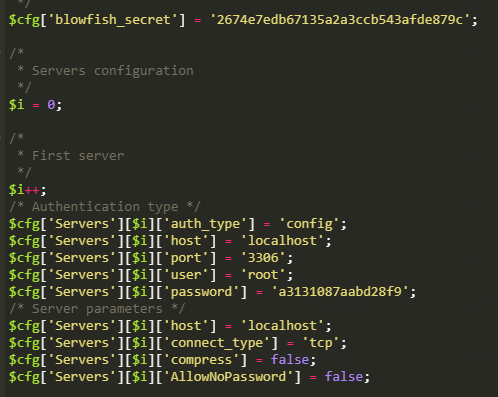 */
$cfg['blowfish_secret'] = '2674e7edb67135a2a3ccb543afde879c';
/*
* Servers configuration
*/
$i = 0;
/*
* First server
*/
$i++;
/* Authentication type */
$cfg['Servers'][$i]['auth_type'] = 'config';
$cfg['Servers'][$i]['host'] = 'localhost';
$cfg['Servers'][$i]['port'] = '3306';
$cfg['Servers'][$i]['user'] = 'root';
$cfg['Servers'][$i]['password'] = 'a3131087aabd28f9';
/* Server parameters */
$cfg['Servers'][$i]['host'] = 'localhost';
$cfg['Servers'][$i]['connect_type'] = 'tcp';
$cfg['Servers'][$i]['compress'] = false;
$cfg['Servers'][$i]['AllowNoPassword'] = false;